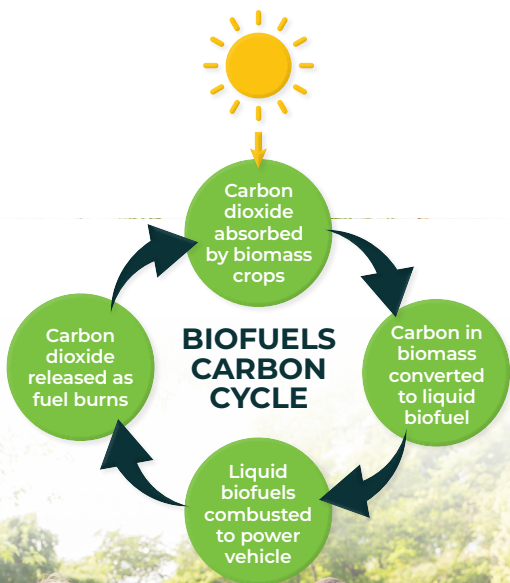 Carbon
dioxide
absorbed
by biomass
crops
Carbon in
biomass
converted
to liquid
biofuel
Liquid
biofuels
combusted
to power
vehicle
Carbon
dioxide
released as
fuel burns
BIOFUELS
CARBON
CYCLE